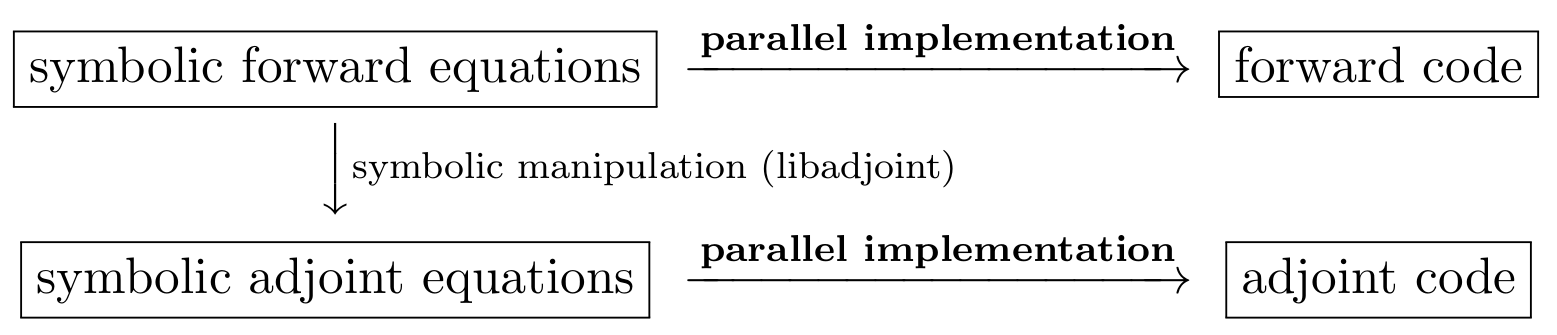 parallel implementation
symbolic forward equations
forward code
symbolic manipulation (libadjoint)
parallel implementation
symbolic adjoint equations
adjoint code